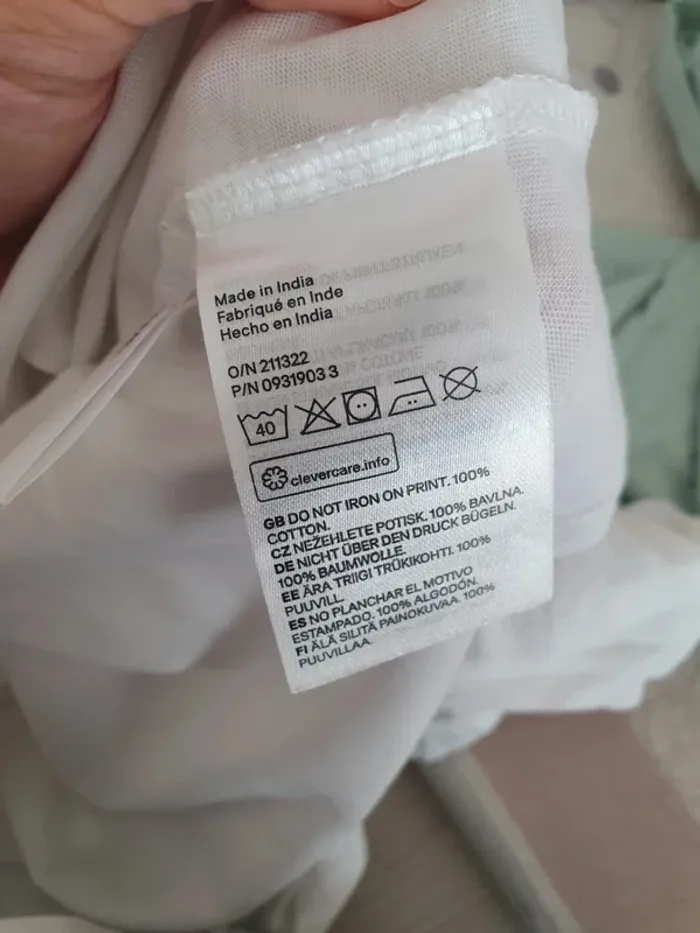 Made in India
Fabriqué en Inde
Hecho en India
O/N 211322
P/N 0931903 3
40
clevercare.info
GB DO NOT IRON ON PRINT. 100%
COTTON.
CZ NEŽEHLETE POTISK. 100% BAVLNA.
DE NICHT ÜBER DEN DRUCK BÜGELN.
100% BAUMWOLLE.
EE ÄRA TRIIGI TRÜKIKOHTI. 100%
PUUVILL.
ES NO PLANCHAR EL MOTIVO
ESTAMPADO. 100% ALGODÓN.
FI ÄLÄ SILITÄ PAINOKUVAA. 100%
PUUVILLAA.